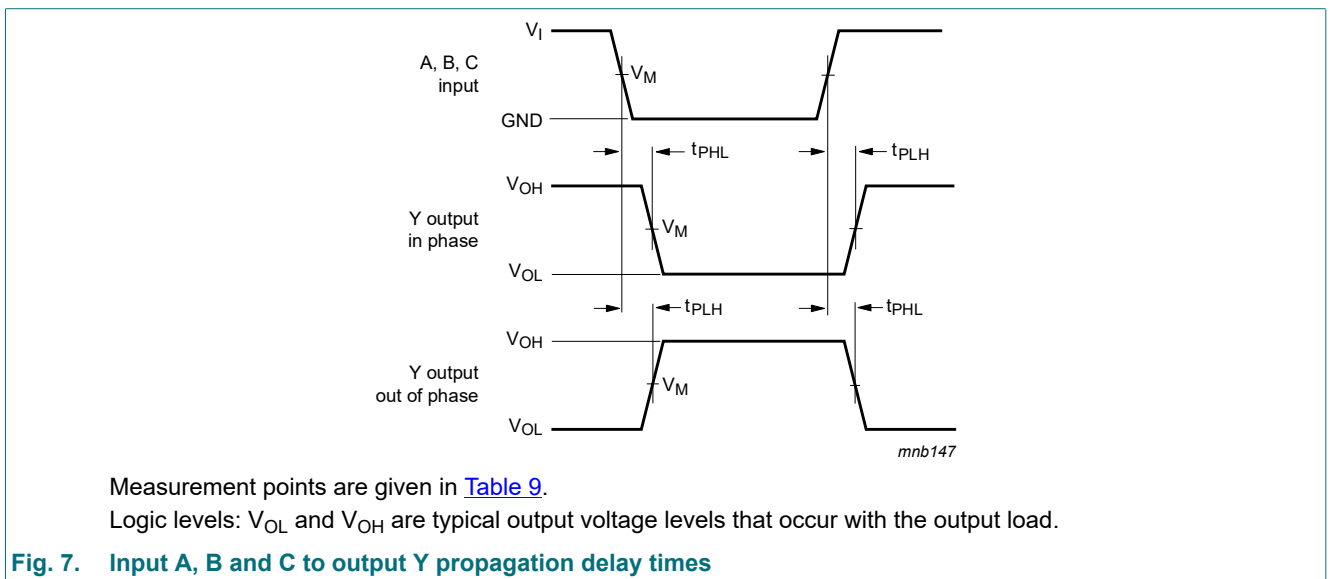 V_I
A, B, C
input
V_M
GND
t_PHL
t_PLH
V_OH
Y output
in phase
V_M
V_OL
t_PLH
t_PHL
V_OH
Y output
out of phase
V_M
V_OL
mnb147
Measurement points are given in Table 9.
Logic levels: V_OL and V_OH are typical output voltage levels that occur with the output load.
Fig. 7. Input A, B and C to output Y propagation delay times